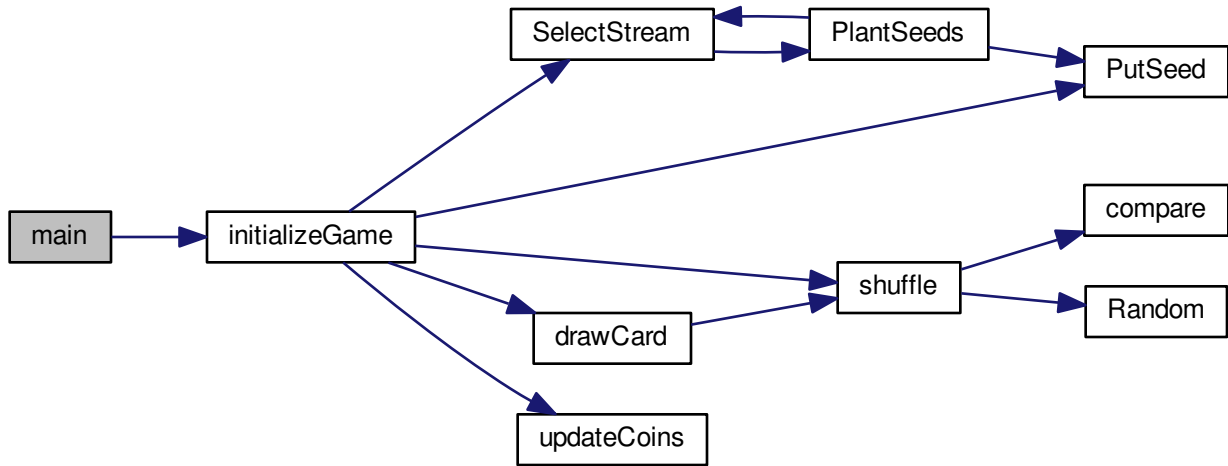 SelectStream
PlantSeeds
PutSeed
main
initializeGame
compare
shuffle
Random
drawCard
updateCoins